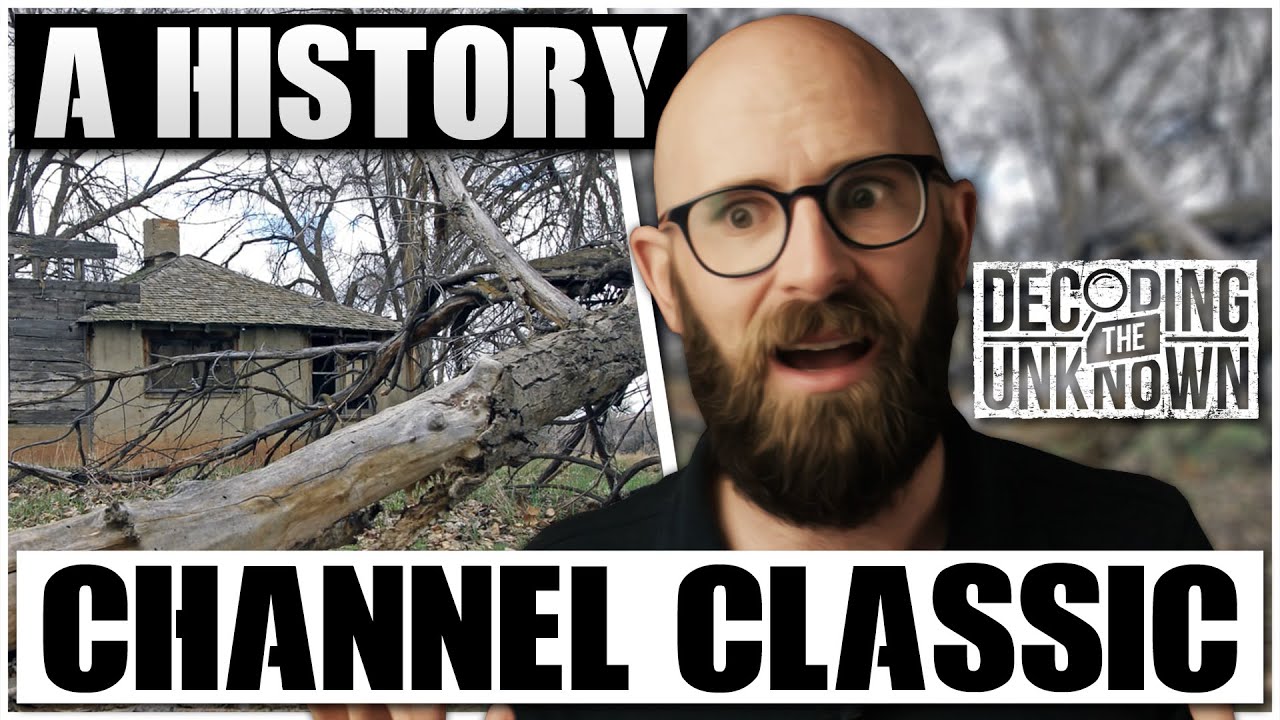 A HISTORY
DECODING
THE
UNKNOWN
CHANNEL CLASSIC